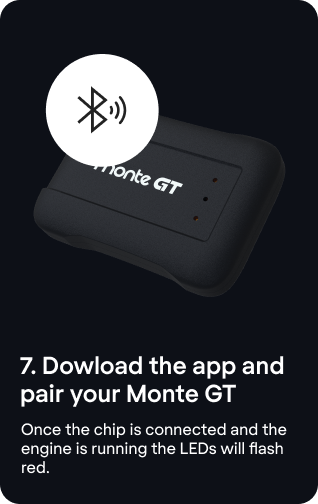 monte GT
7. Dowload the app and
pair your Monte GT
Once the chip is connected and the
engine is running the LEDs will flash
red.